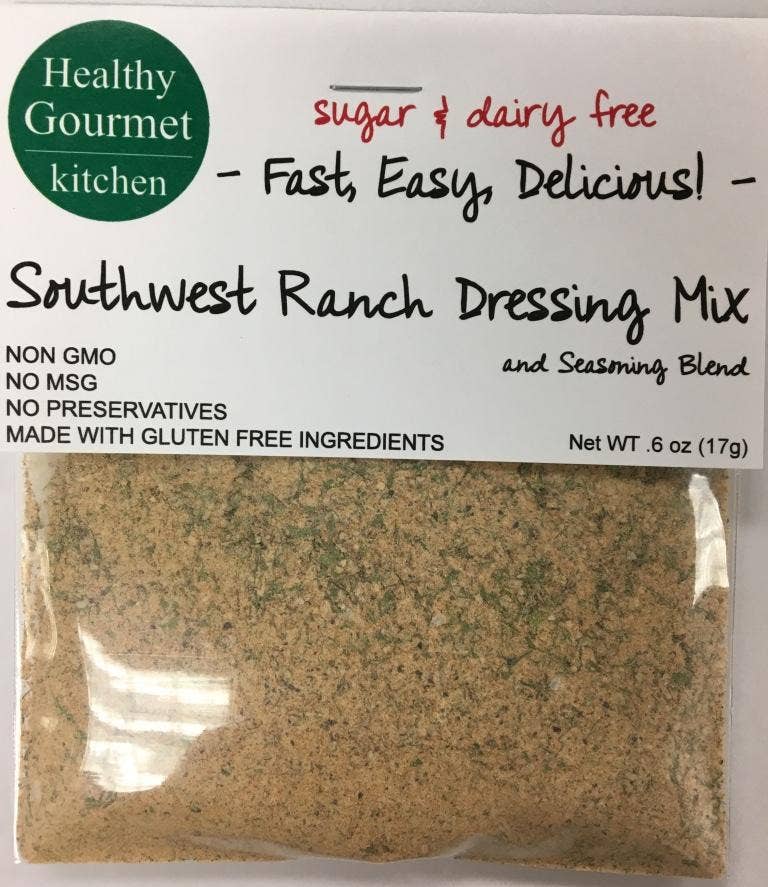 Healthy
Gourmet
kitchen
sugar & dairy free
- Fast, Easy, Delicious! -
Southwest Ranch Dressing Mix
and Seasoning Blend
NON GMO
NO MSG
NO PRESERVATIVES
MADE WITH GLUTEN FREE INGREDIENTS
Net WT .6 oz (17g)